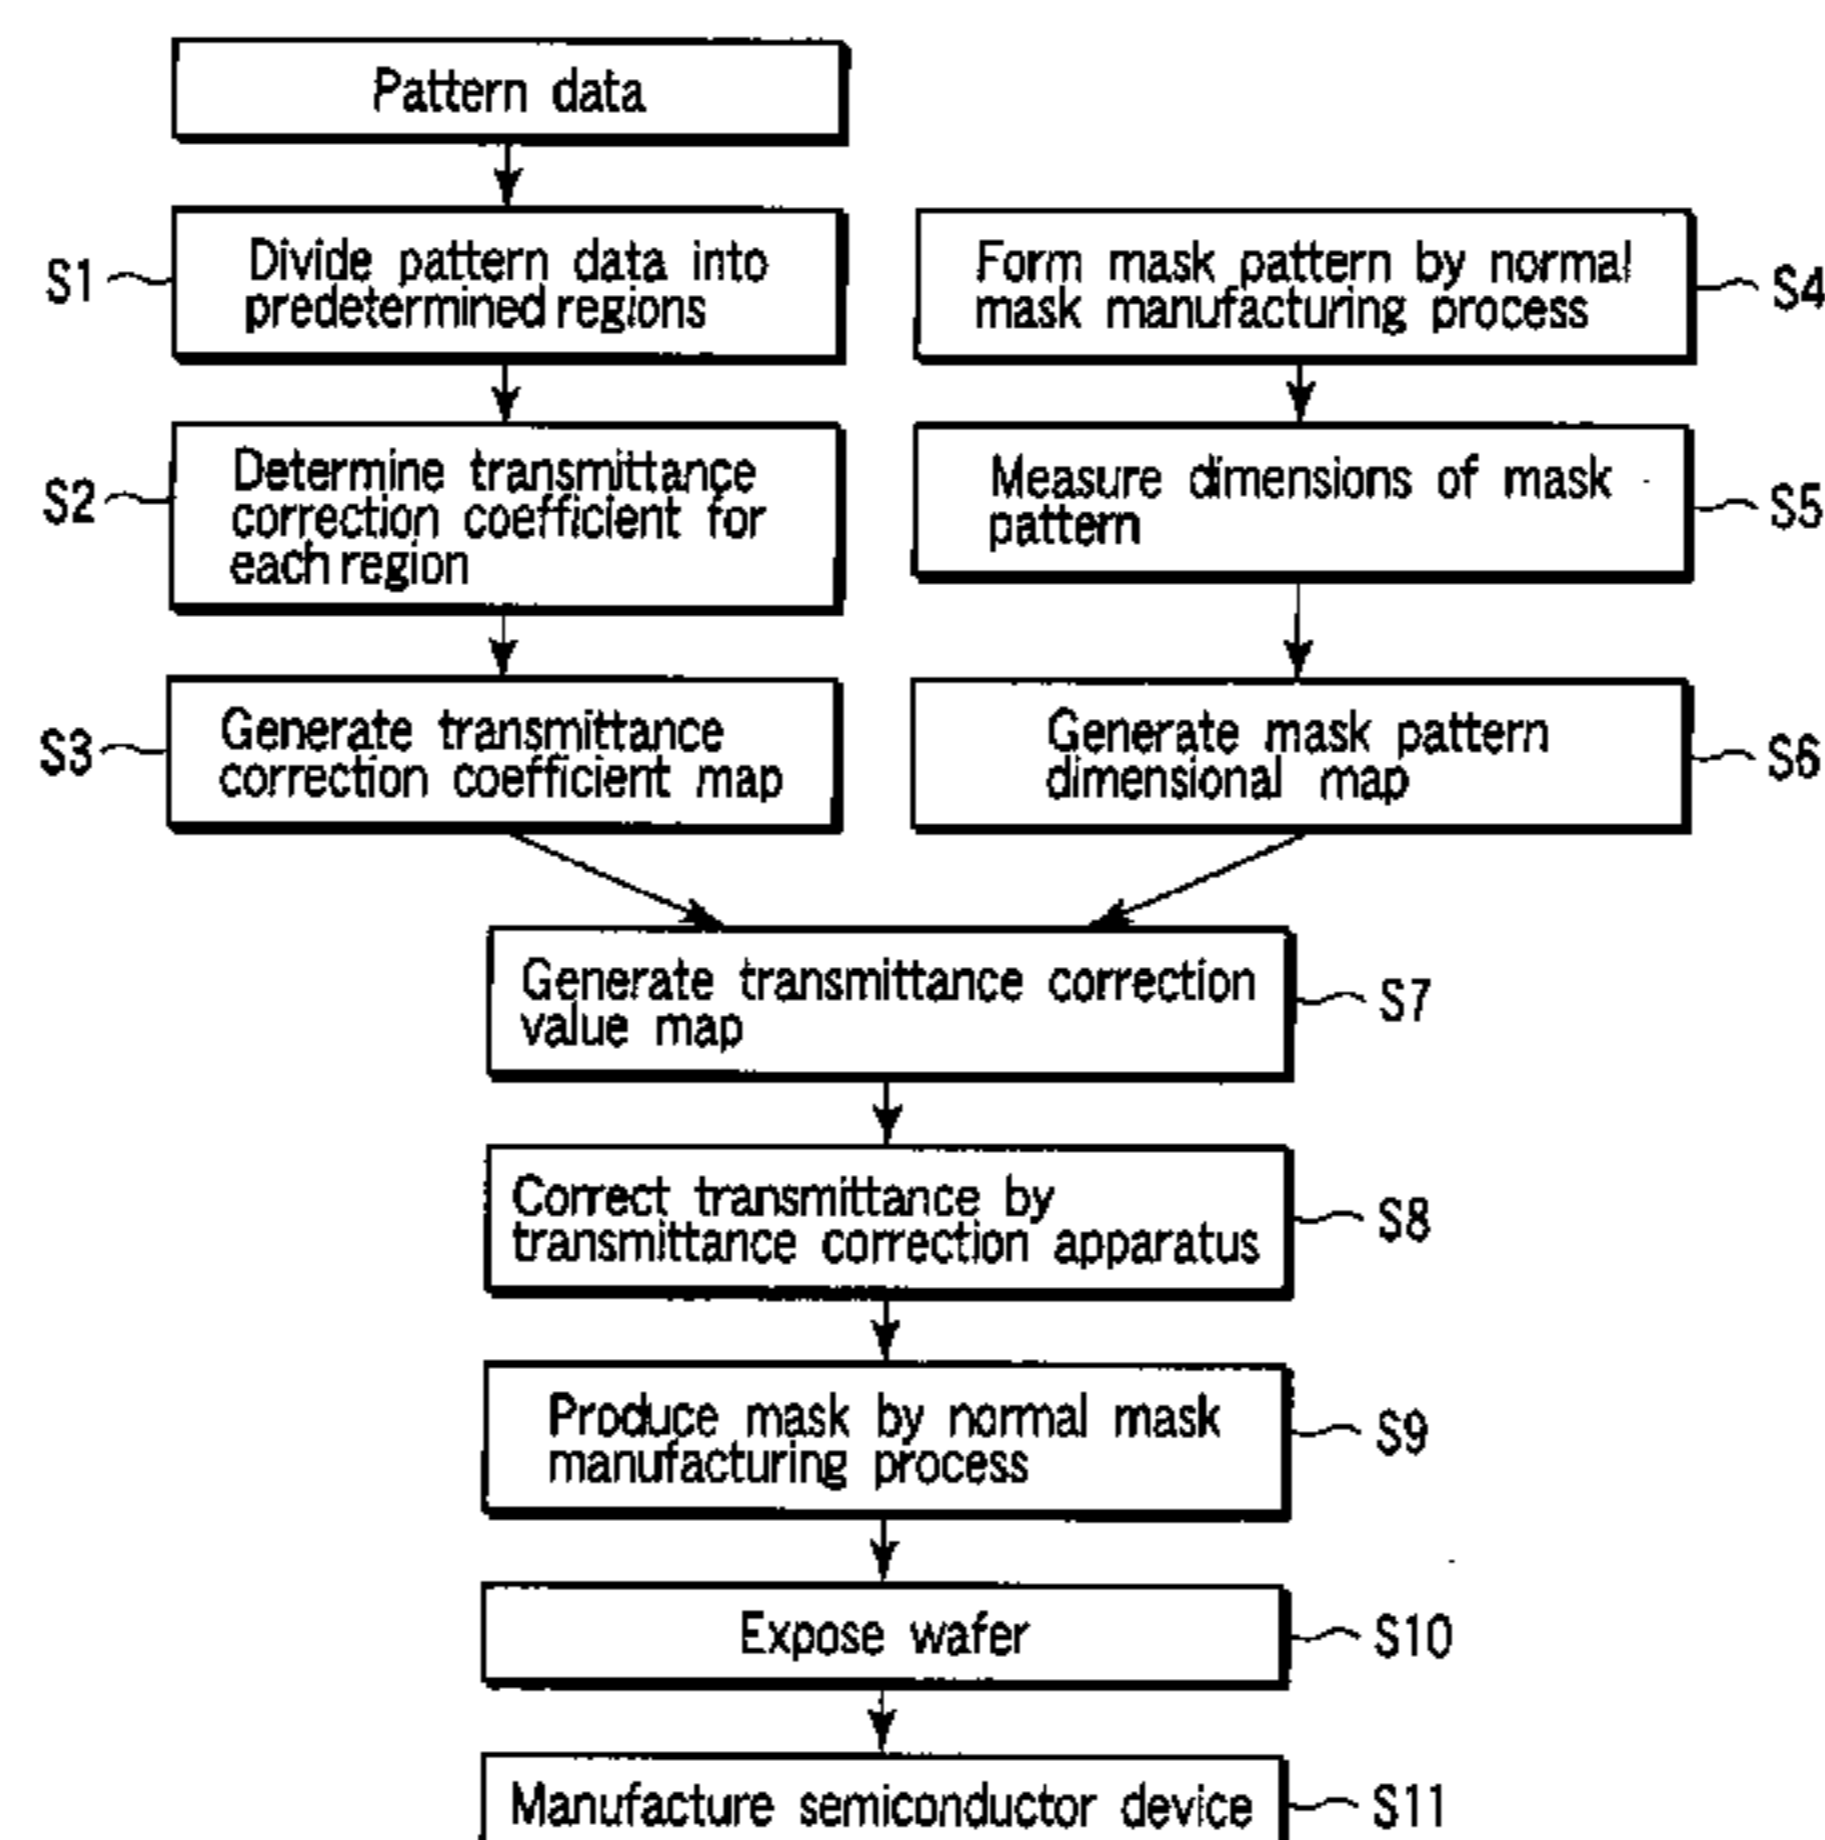 Pattern data
S1
Divide pattern data into
predetermined regions
S2
Determine transmittance
correction coefficient for
each region
S3
Generate transmittance
correction coefficient map
Form mask pattern by normal
mask manufacturing process
S4
Measure dimensions of mask
pattern
S5
Generate mask pattern
dimensional map
S6
Generate transmittance correction
value map
S7
Correct transmittance by
transmittance correction apparatus
S8
Produce mask by normal mask
manufacturing process
S9
Expose wafer
S10
Manufacture semiconductor device
S11